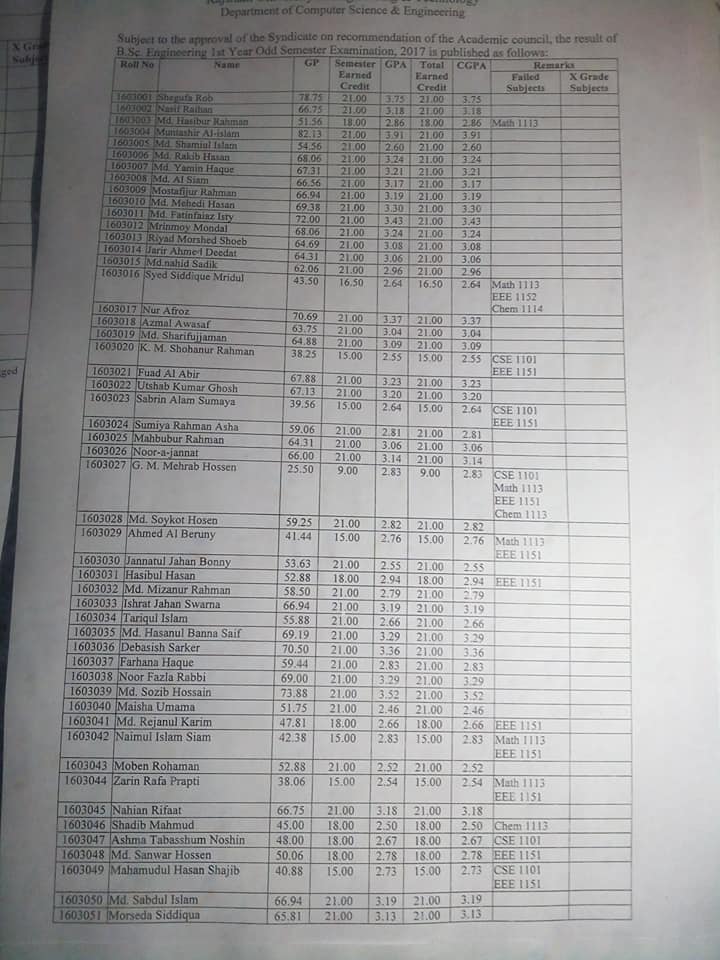 Department of Computer Science & Engineering
Subject to the approval of the Syndicate on recommendation of the Academic council, the result of
B.Sc. Engineering 1st Year Odd Semester Examination, 2017 is published as follows:
Roll No Name GP Semester Earned Credit GPA Total Earned Credit CGPA Remarks
Failed Subjects X Grade Subjects
1603001 Shegufa Rob 78.75 21.00 3.75 21.00 3.75
1603002 Nasif Raihan 66.75 21.00 3.18 21.00 3.18
1603003 Md. Hasibur Rahman 51.56 18.00 2.86 18.00 2.86 Math 1113
1603004 Muntashir Al-islam 82.13 21.00 3.91 21.00 3.91
1603005 Md. Shamiul Islam 54.56 21.00 2.60 21.00 2.60
1603006 Md. Rakib Hasan 68.06 21.00 3.24 21.00 3.24
1603007 Md. Yamin Haque 67.31 21.00 3.21 21.00 3.21
1603008 Md. Al Siam 66.56 21.00 3.17 21.00 3.17
1603009 Mostafijur Rahman 66.94 21.00 3.19 21.00 3.19
1603010 Md. Mehedi Hasan 69.38 21.00 3.30 21.00 3.30
1603011 Md. Fatinfaiaz Isty 72.00 21.00 3.43 21.00 3.43
1603012 Mrinmoy Mondal 68.06 21.00 3.24 21.00 3.24
1603013 Riyad Morshed Shoeb 64.69 21.00 3.08 21.00 3.08
1603014 Jarir Ahmed Deedat 64.31 21.00 3.06 21.00 3.06
1603015 Md.nahid Sadik 62.06 21.00 2.96 21.00 2.96
1603016 Syed Siddique Mridul 43.50 16.50 2.64 16.50 2.64 Math 1113
EEE 1152
Chem 1114
1603017 Nur Afroz 70.69 21.00 3.37 21.00 3.37
1603018 Azmal Awasaf 63.75 21.00 3.04 21.00 3.04
1603019 Md. Sharifujjaman 64.88 21.00 3.09 21.00 3.09
1603020 K. M. Shohanur Rahman 38.25 15.00 2.55 15.00 2.55 CSE 1101
EEE 1151
1603021 Fuad Al Abir 67.88 21.00 3.23 21.00 3.23
1603022 Utshab Kumar Ghosh 67.13 21.00 3.20 21.00 3.20
1603023 Sabrin Alam Sumaya 39.56 15.00 2.64 15.00 2.64 CSE 1101
EEE 1151
1603024 Sumiya Rahman Asha 59.06 21.00 2.81 21.00 2.81
1603025 Mahbubur Rahman 64.31 21.00 3.06 21.00 3.06
1603026 Noor-a-jannat 66.00 21.00 3.14 21.00 3.14
1603027 G. M. Mehrab Hossen 25.50 9.00 2.83 9.00 2.83 CSE 1101
Math 1113
EEE 1151
Chem 1113
1603028 Md. Soykot Hosen 59.25 21.00 2.82 21.00 2.82
1603029 Ahmed Al Beruny 41.44 15.00 2.76 15.00 2.76 Math 1113
EEE 1151
1603030 Jannatul Jahan Bonny 53.63 21.00 2.55 21.00 2.55
1603031 Hasibul Hasan 52.88 18.00 2.94 18.00 2.94 EEE 1151
1603032 Md. Mizanur Rahman 58.50 21.00 2.79 21.00 2.79
1603033 Ishrat Jahan Swarna 66.94 21.00 3.19 21.00 3.19
1603034 Tariqul Islam 55.88 21.00 2.66 21.00 2.66
1603035 Md. Hasanul Banna Saif 69.19 21.00 3.29 21.00 3.29
1603036 Debasish Sarker 70.50 21.00 3.36 21.00 3.36
1603037 Farhana Haque 59.44 21.00 2.83 21.00 2.83
1603038 Noor Fazla Rabbi 69.00 21.00 3.29 21.00 3.29
1603039 Md. Sozib Hossain 73.88 21.00 3.52 21.00 3.52
1603040 Maisha Umama 51.75 21.00 2.46 21.00 2.46
1603041 Md. Rejanul Karim 47.81 18.00 2.66 18.00 2.66 EEE 1151
1603042 Naimul Islam Siam 42.38 15.00 2.83 15.00 2.83 Math 1113
EEE 1151
1603043 Moben Rohaman 52.88 21.00 2.52 21.00 2.52
1603044 Zarin Rafa Prapti 38.06 15.00 2.54 15.00 2.54 Math 1113
EEE 1151
1603045 Nahian Rifaat 66.75 21.00 3.18 21.00 3.18
1603046 Shadib Mahmud 45.00 18.00 2.50 18.00 2.50 Chem 1113
1603047 Ashma Tabasshum Noshin 48.00 18.00 2.67 18.00 2.67 CSE 1101
1603048 Md. Sanwar Hossen 50.06 18.00 2.78 18.00 2.78 EEE 1151
1603049 Mahamudul Hasan Shajib 40.88 15.00 2.73 15.00 2.73 CSE 1101
EEE 1151
1603050 Md. Sabdul Islam 66.94 21.00 3.19 21.00 3.19
1603051 Morseda Siddiqua 65.81 21.00 3.13 21.00 3.13